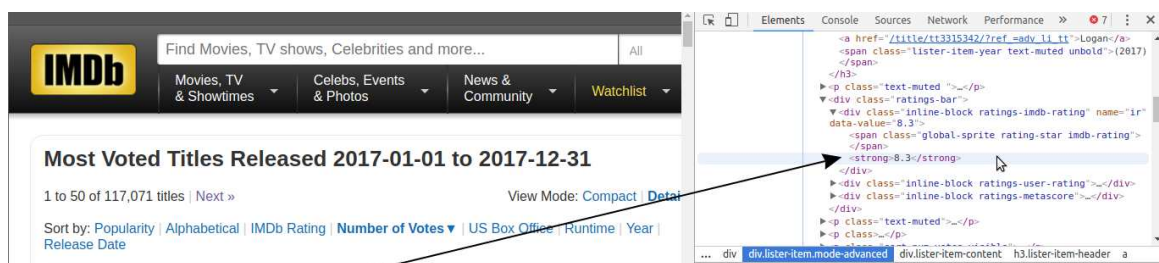 IMDb
Find Movies, TV shows, Celebrities and more...
All
Movies, TV
& Showtimes
Celebs, Events
& Photos
News &
Community
Watchlist
Most Voted Titles Released 2017-01-01 to 2017-12-31
1 to 50 of 117,071 titles | Next »
View Mode: Compact | Detai
Sort by: Popularity | Alphabetical | IMDb Rating | Number of Votes▼ | US Box Office | Runtime | Year |
Release Date
Elements Console Sources Network Performance » 7
<a href="/title/tt3315342/?ref_=adv_li_tt">Logan</a>
<span class="lister-item-year text-muted unbold">(2017)
</span>
</h3>
▶<p class="text-muted ">…</p>
▼<div class="ratings-bar">
▼<div class="inline-block ratings-imdb-rating" name="ir"
data-value="8.3">
<span class="global-sprite rating-star imdb-rating">
</span>
<strong>8.3</strong>
</div>
▶<div class="inline-block ratings-user-rating">…</div>
▶<div class="inline-block ratings-metascore">…</div>
</div>
▶<p class="text-muted">…</p>
▶<p class>…</p>
... div div.lister-item.mode-advanced div.lister-item-content h3.lister-item-header a